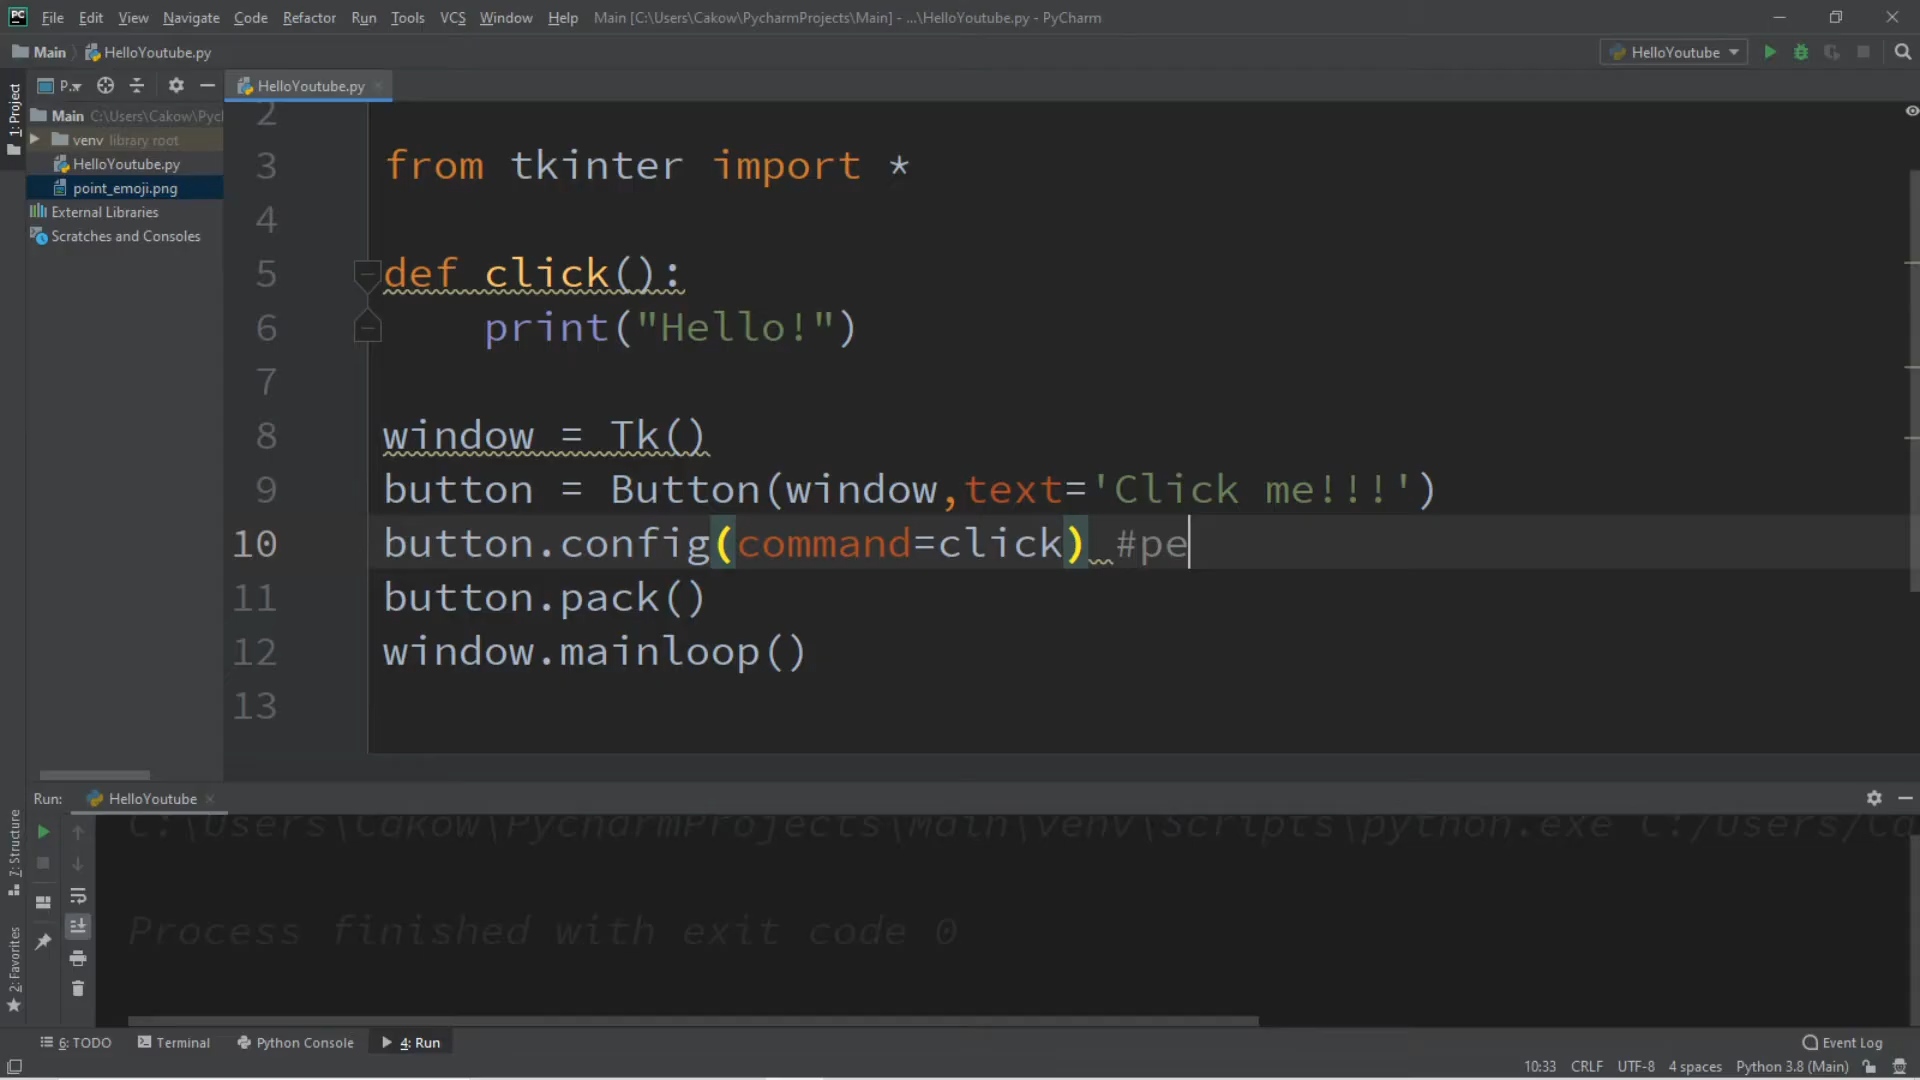 PC File Edit View Navigate Code Refactor Run Tools VCS Window Help Main [C:\Users\Cakow\PycharmProjects\Main] - ...\HelloYoutube.py - PyCharm
Main HelloYoutube.py HelloYoutube
1: Project P.. HelloYoutube.py
Main C:\Users\Cakow\Pycl
venv library root
HelloYoutube.py
point_emoji.png
External Libraries
Scratches and Consoles
2
3 from tkinter import *
4
5 def click():
6 print("Hello!")
7
8 window = Tk()
9 button = Button(window,text='Click me!!!')
10 button.config(command=click) #pe
11 button.pack()
12 window.mainloop()
13
Run: HelloYoutube
C:\Users\Cakow\PycharmProjects\Main\venv\Scripts\python.exe C:/Users/Ca
Process finished with exit code 0
7: Structure
2: Favorites
6: TODO Terminal Python Console 4: Run Event Log
10:33 CRLF UTF-8 4 spaces Python 3.8 (Main)